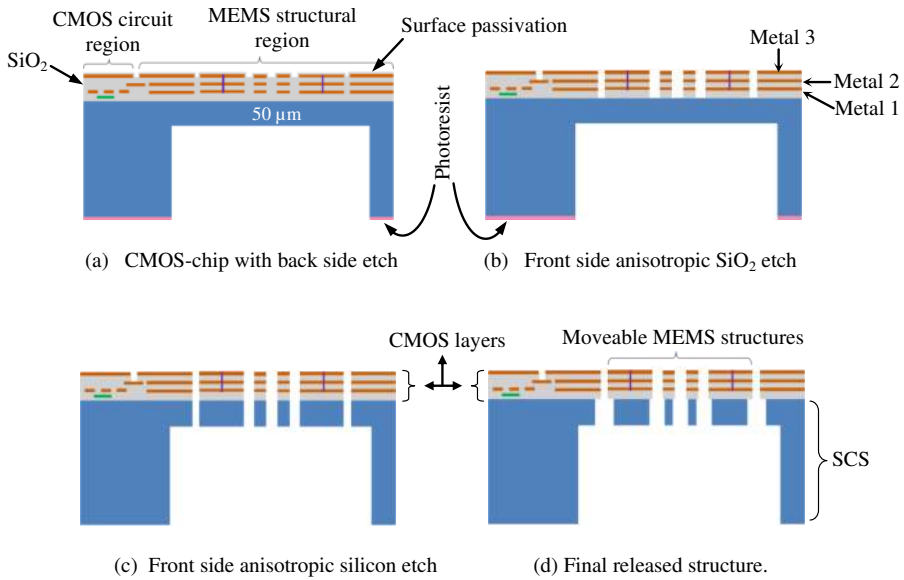 CMOS circuit region
MEMS structural region
Surface passivation
SiO₂
50 µm
Photoresist
Metal 3
Metal 2
Metal 1
(a) CMOS-chip with back side etch
(b) Front side anisotropic SiO₂ etch
CMOS layers
Moveable MEMS structures
SCS
(c) Front side anisotropic silicon etch
(d) Final released structure.